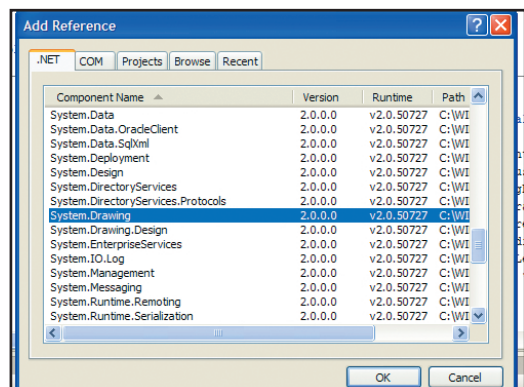 Add Reference
.NET COM Projects Browse Recent
Component Name Version Runtime Path
System.Data 2.0.0.0 v2.0.50727 C:\WI
System.Data.OracleClient 2.0.0.0 v2.0.50727 C:\WI
System.Data.SqlXml 2.0.0.0 v2.0.50727 C:\WI
System.Deployment 2.0.0.0 v2.0.50727 C:\WI
System.Design 2.0.0.0 v2.0.50727 C:\WI
System.DirectoryServices 2.0.0.0 v2.0.50727 C:\WI
System.DirectoryServices.Protocols 2.0.0.0 v2.0.50727 C:\WI
System.Drawing 2.0.0.0 v2.0.50727 C:\WI
System.Drawing.Design 2.0.0.0 v2.0.50727 C:\WI
System.EnterpriseServices 2.0.0.0 v2.0.50727 C:\WI
System.IO.Log 2.0.0.0 v2.0.50727 C:\WI
System.Management 2.0.0.0 v2.0.50727 C:\WI
System.Messaging 2.0.0.0 v2.0.50727 C:\WI
System.Runtime.Remoting 2.0.0.0 v2.0.50727 C:\WI
System.Runtime.Serialization 2.0.0.0 v2.0.50727 C:\WI
OK Cancel